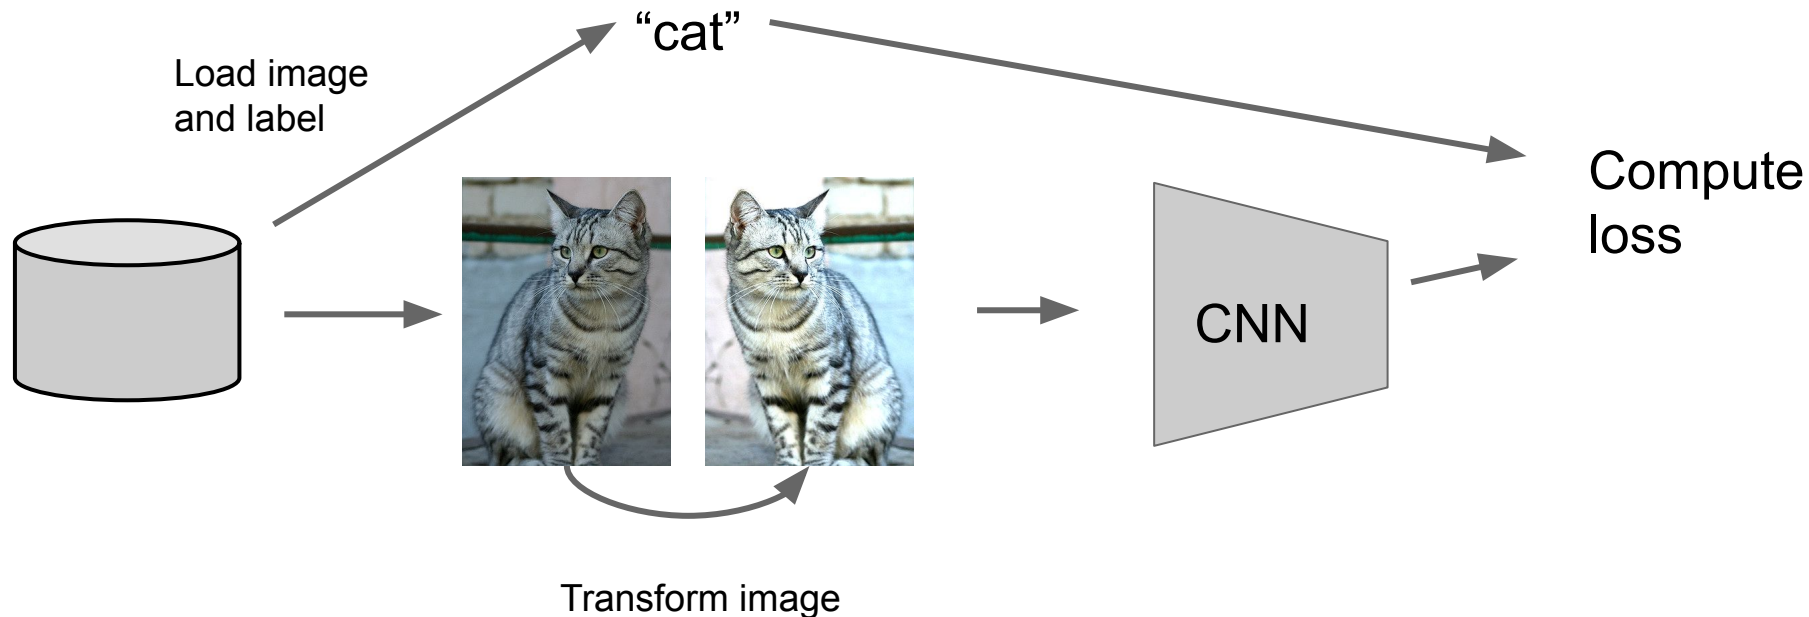 “cat”
Load image
and label
Compute
loss
CNN
Transform image